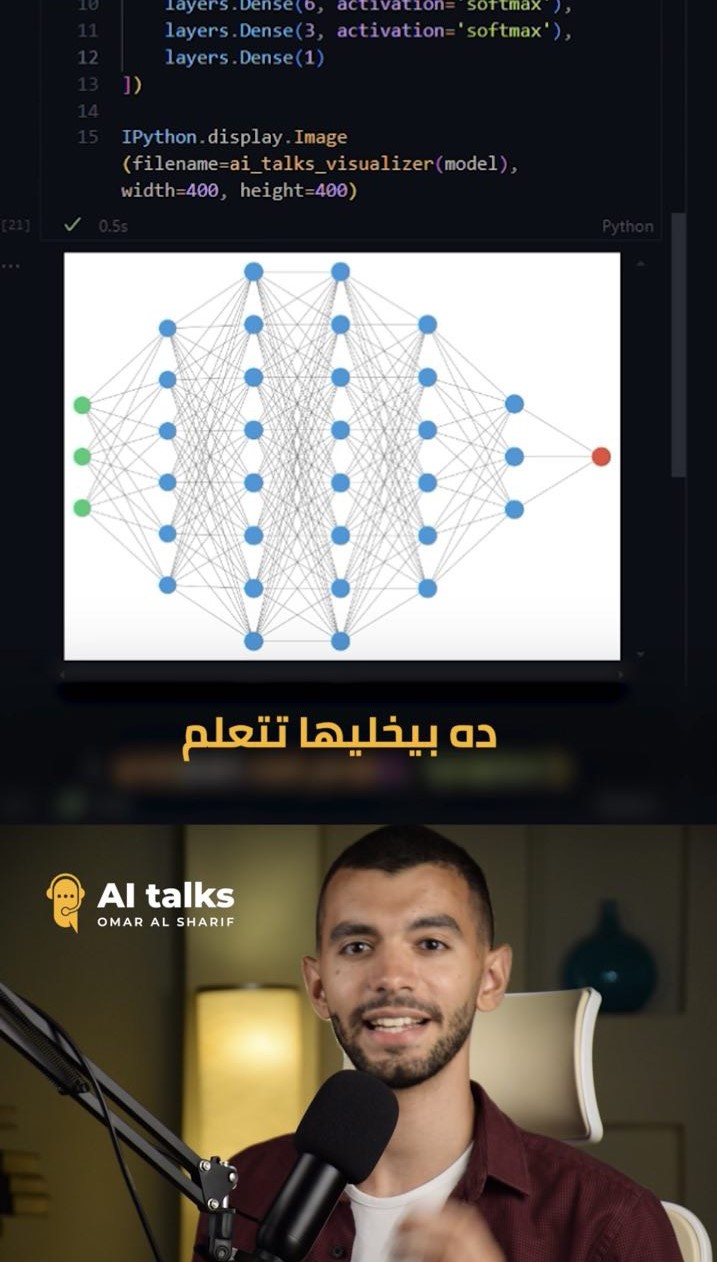 10 layers.Dense(6, activation='softmax'),
11 layers.Dense(3, activation='softmax'),
12 layers.Dense(1)
13 ])
14
15 IPython.display.Image
(filename=ai_talks_visualizer(model),
width=400, height=400)
[21] ✓ 0.5s Python
...
ده بيخليها تتعلم
AI talks
OMAR AL SHARIF